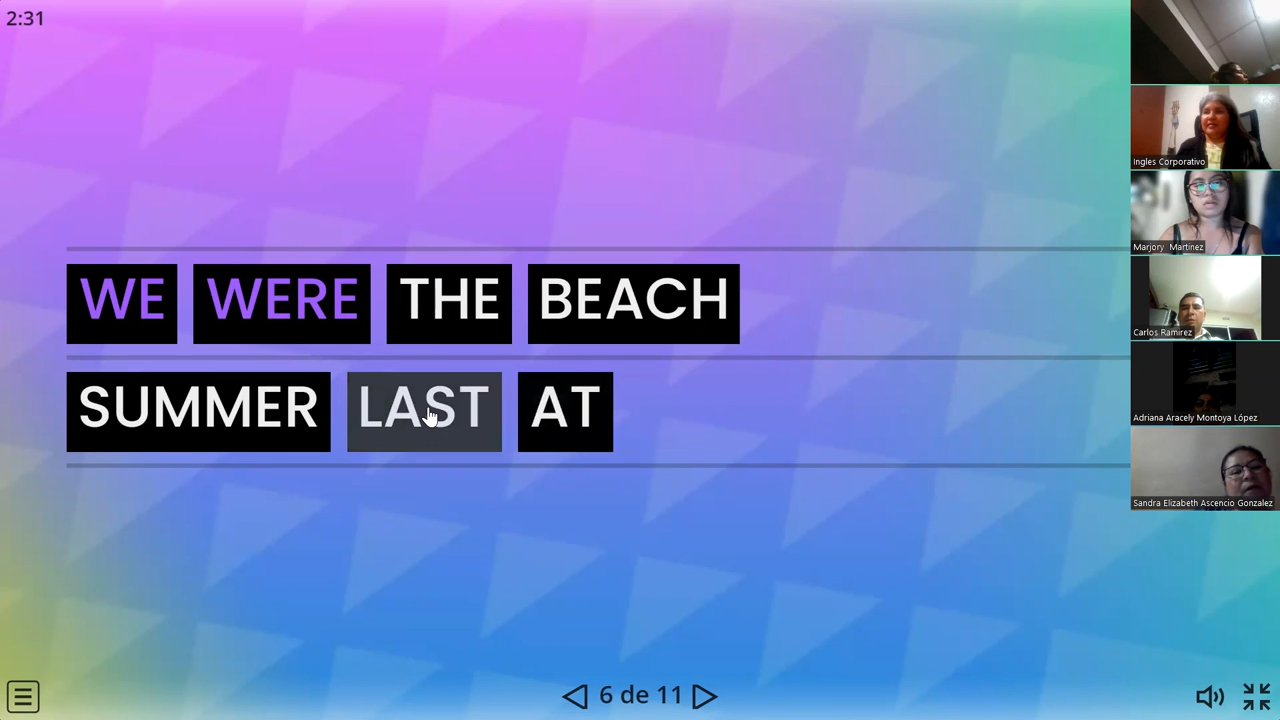 2:31
WE WERE THE BEACH
SUMMER LAST AT
6 de 11
Ingles Corporativo
Marjory Martinez
Carlos Ramirez
Adriana Aracely Montoya López
Sandra Elizabeth Ascencio Gonzalez